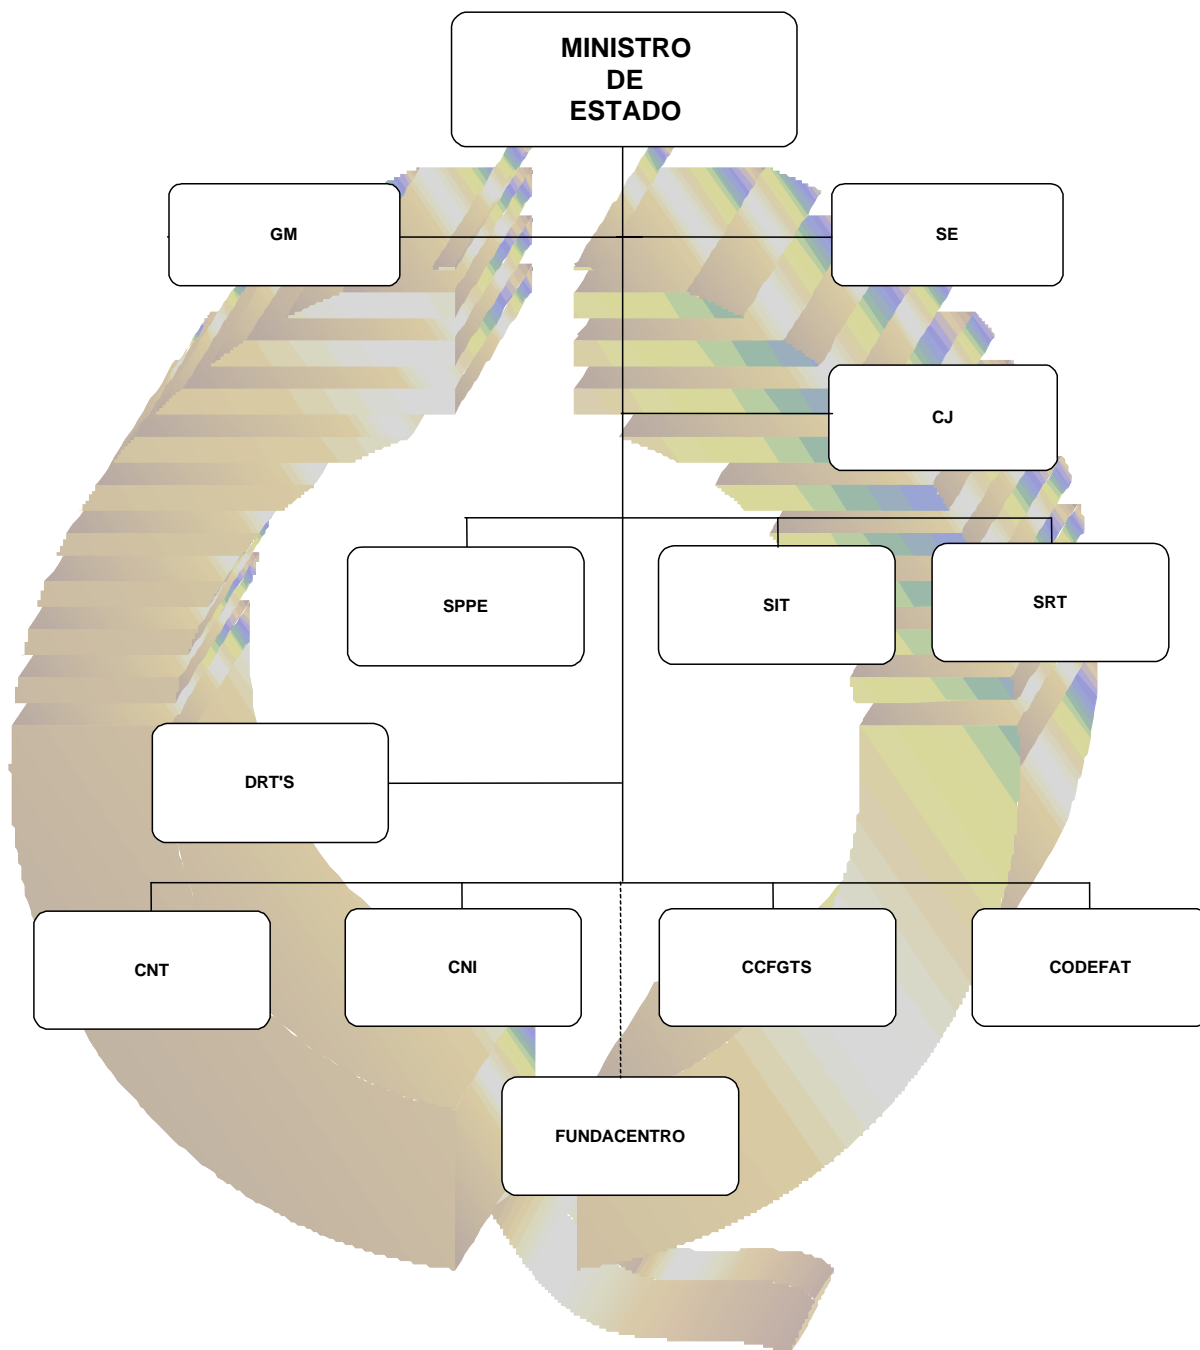 MINISTRO
DE
ESTADO
GM
SE
CJ
SPPE
SIT
SRT
DRT'S
CNT
CNI
CCFGTS
CODEFAT
FUNDACENTRO